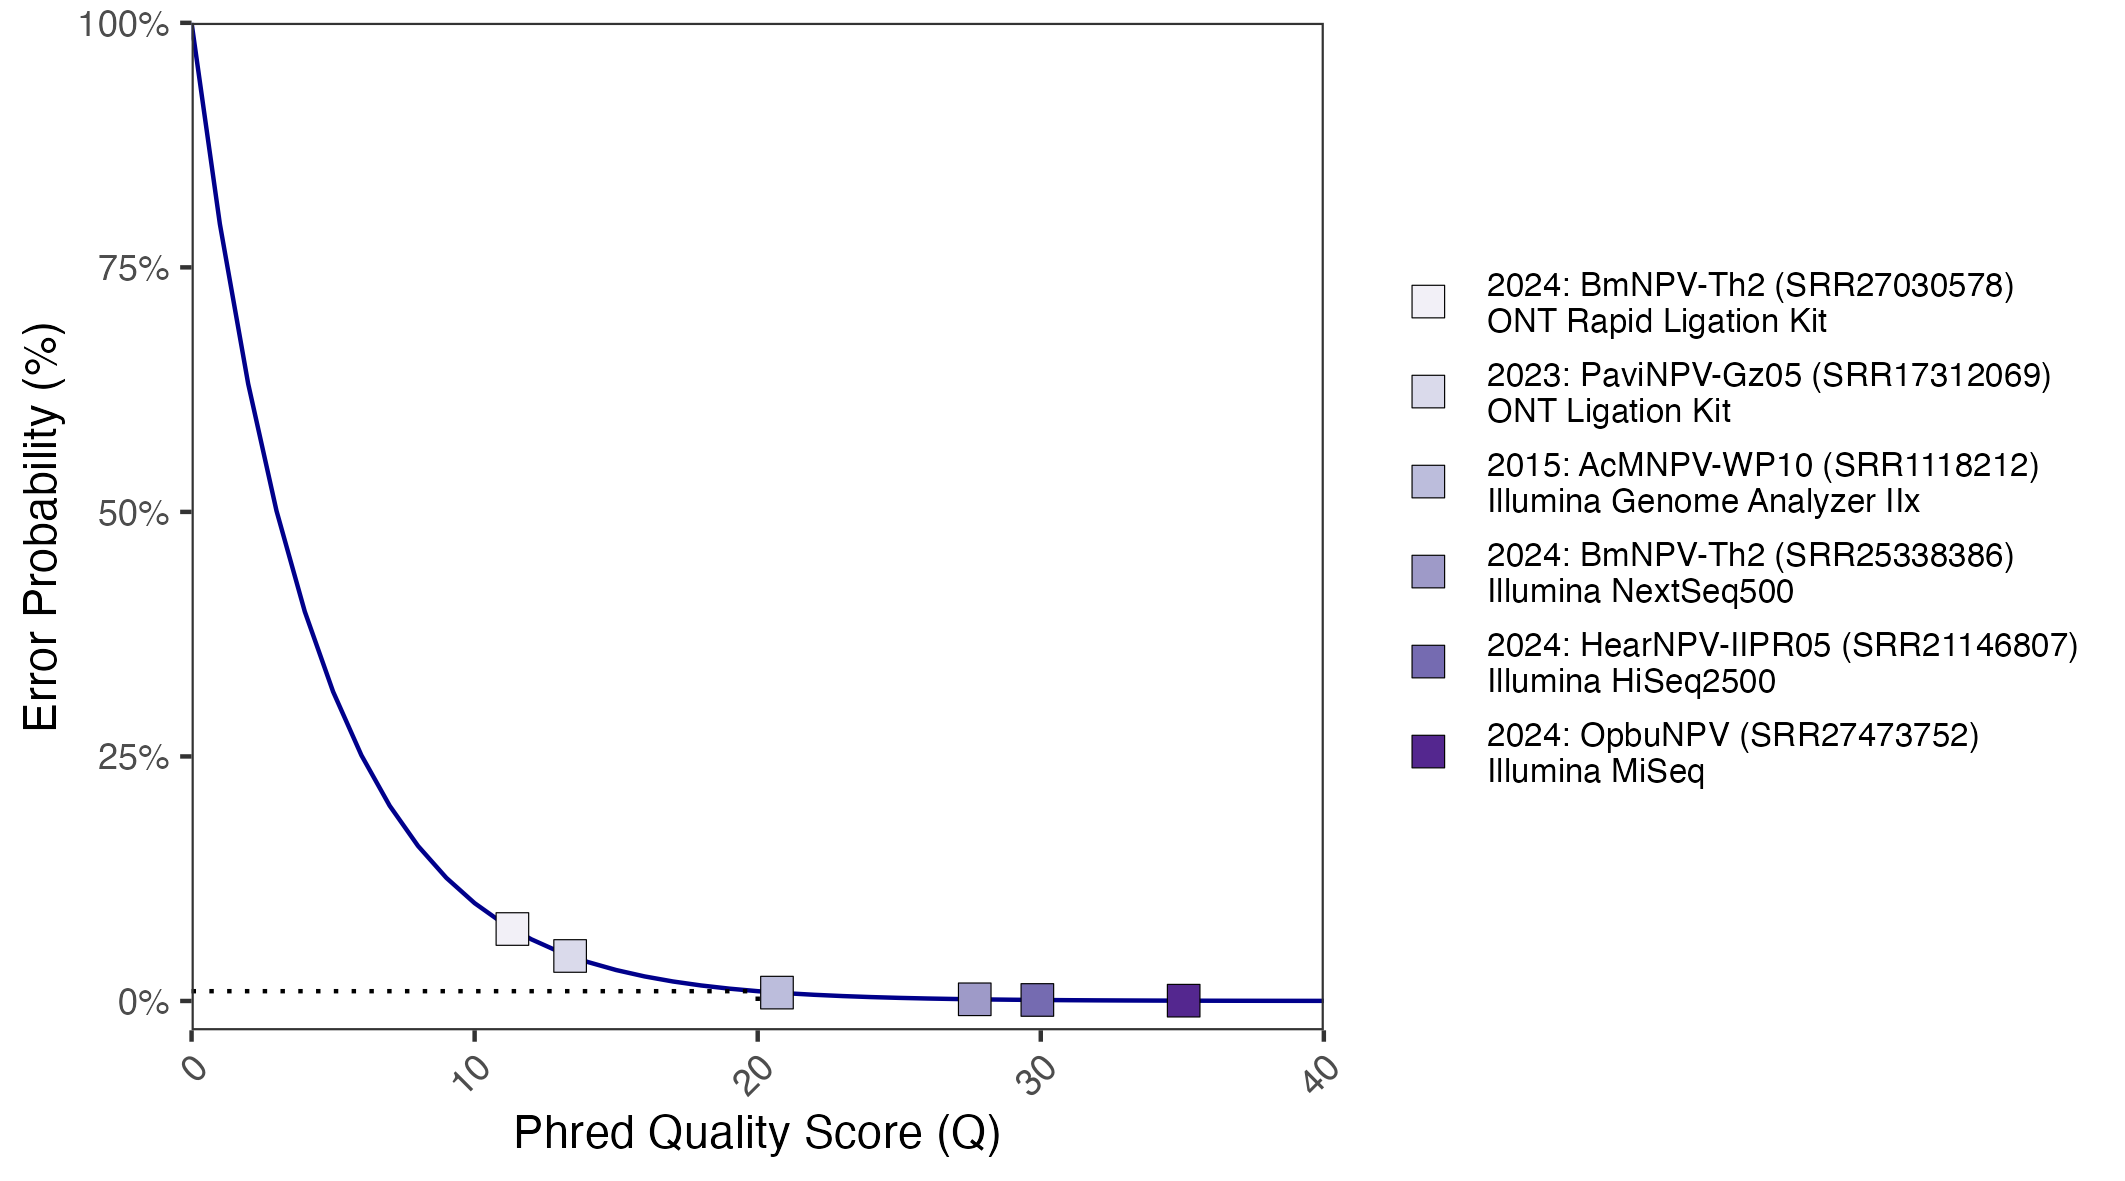 100%
75%
50%
25%
0%
Error Probability (%)
0
10
20
30
40
Phred Quality Score (Q)
2024: BmNPV-Th2 (SRR27030578)
ONT Rapid Ligation Kit
2023: PaviNPV-Gz05 (SRR17312069)
ONT Ligation Kit
2015: AcMNPV-WP10 (SRR1118212)
Illumina Genome Analyzer IIx
2024: BmNPV-Th2 (SRR25338386)
Illumina NextSeq500
2024: HearNPV-IIPR05 (SRR21146807)
Illumina HiSeq2500
2024: OpbuNPV (SRR27473752)
Illumina MiSeq